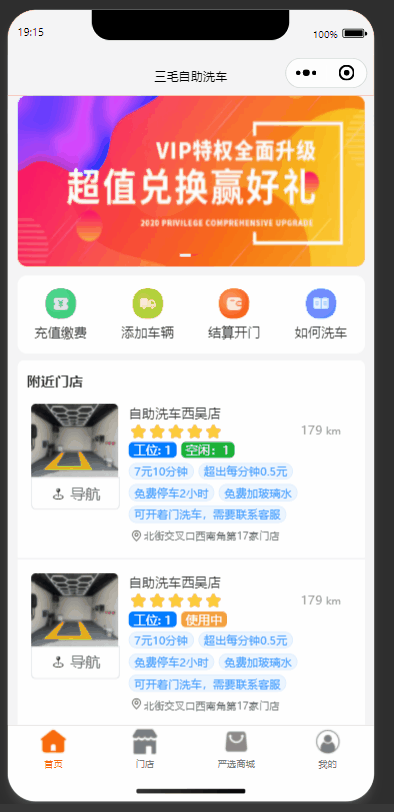 19:15
100%
三毛自助洗车
VIP特权全面升级
超值兑换赢好礼
2020 PRIVILEGE COMPREHENSIVE UPGRADE
充值缴费
添加车辆
结算开门
如何洗车
附近门店
自助洗车西昊店
179 km
工位: 1 空闲: 1
7元10分钟 超出每分钟0.5元
免费停车2小时 免费加玻璃水
导航
可开着门洗车，需要联系客服
北街交叉口西南角第17家门店
自助洗车西昊店
179 km
工位: 1 使用中
7元10分钟 超出每分钟0.5元
免费停车2小时 免费加玻璃水
导航
可开着门洗车，需要联系客服
北街交叉口西南角第17家门店
首页
门店
严选商城
我的